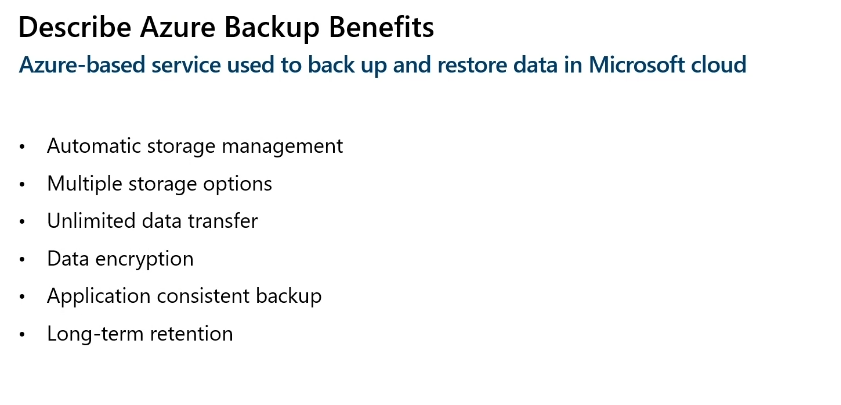 Describe Azure Backup Benefits
Azure-based service used to back up and restore data in Microsoft cloud
• Automatic storage management
• Multiple storage options
• Unlimited data transfer
• Data encryption
• Application consistent backup
• Long-term retention